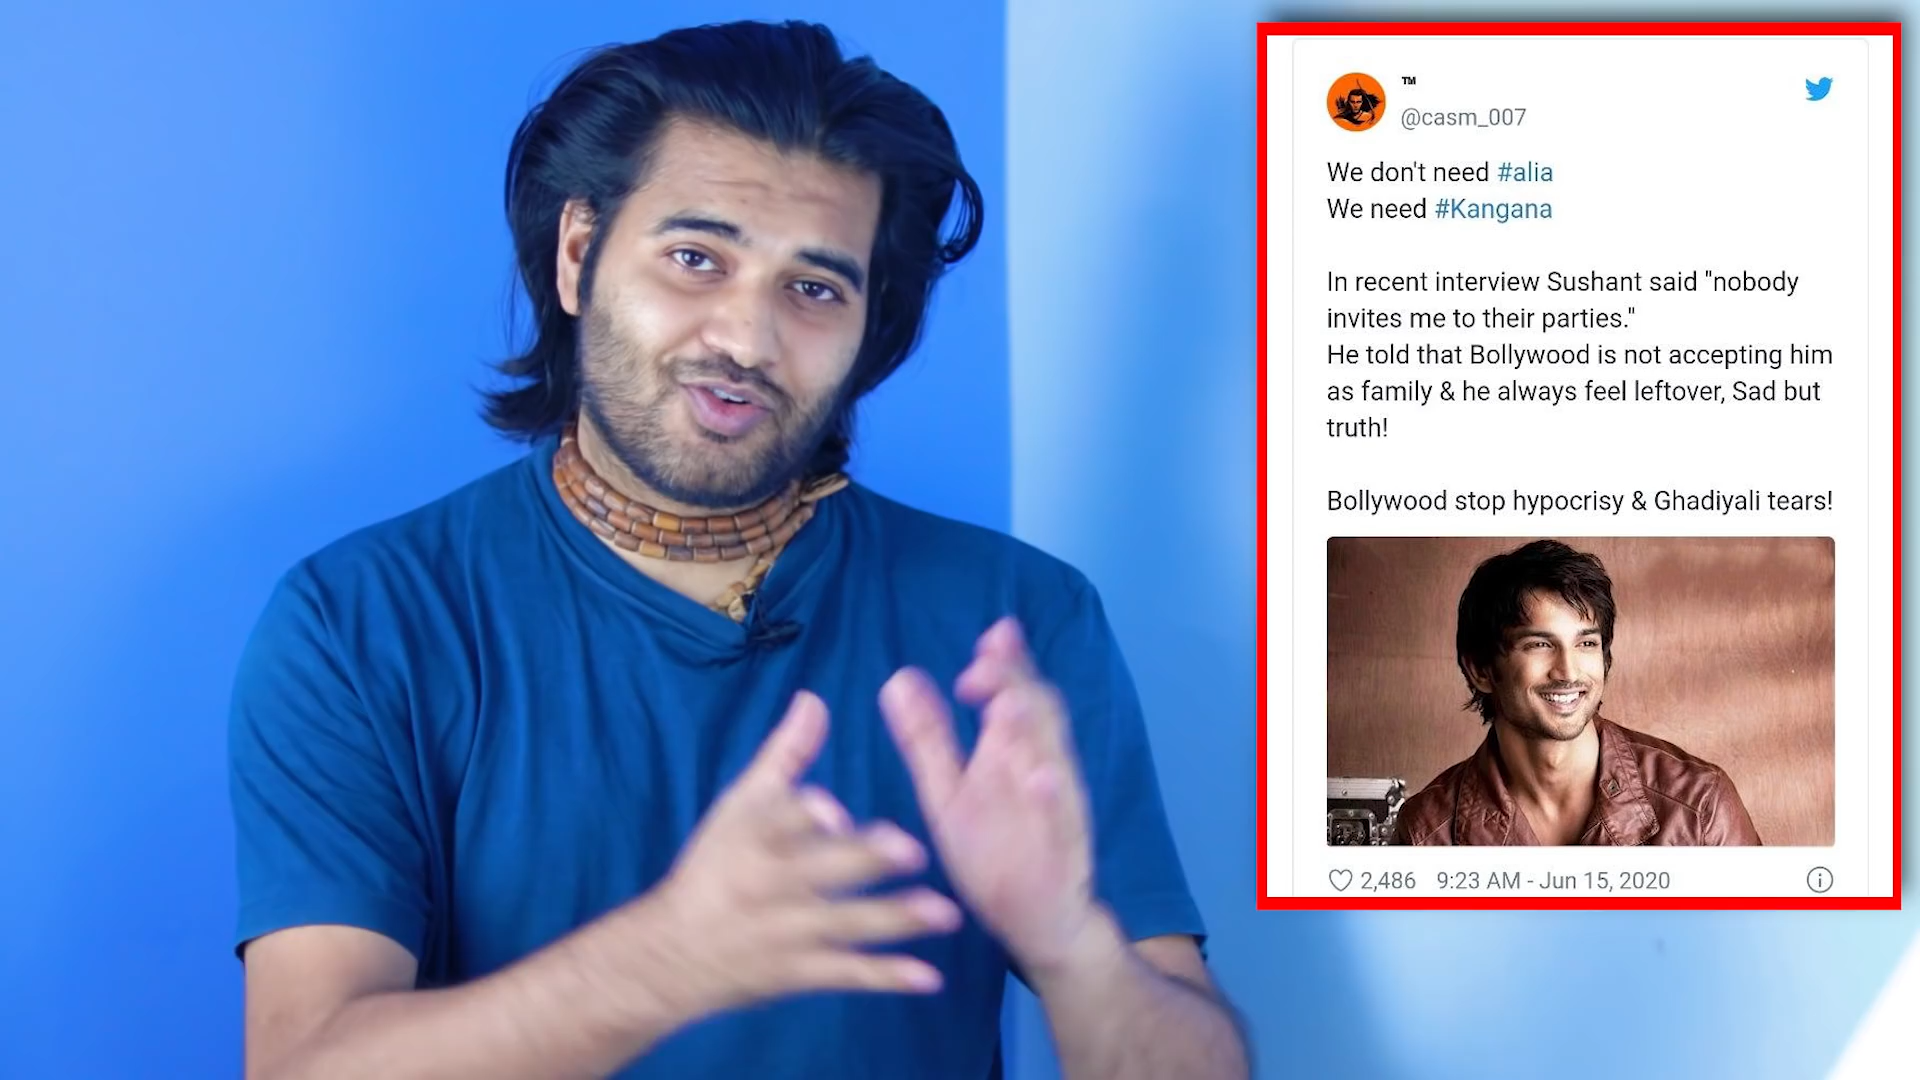 TM
@casm_007
We don't need #alia
We need #Kangana
In recent interview Sushant said "nobody
invites me to their parties."
He told that Bollywood is not accepting him
as family & he always feel leftover, Sad but
truth!
Bollywood stop hypocrisy & Ghadiyali tears!
2,486 9:23 AM - Jun 15, 2020